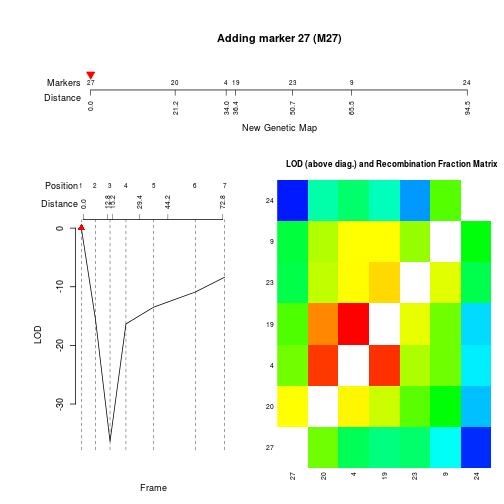 Adding marker 27 (M27)
Markers 27 20 4 19 23 9 24
Distance 0.0 21.2 34.0 36.4 50.7 65.5 94.5
New Genetic Map
LOD (above diag.) and Recombination Fraction Matrix
Position 1 2 3 4 5 6 7
Distance 0.0 12.8 15.2 29.4 44.2 72.8
0
-10
-20
-30
LOD
Frame
24
9
23
19
4
20
27
27 20 4 19 23 9 24